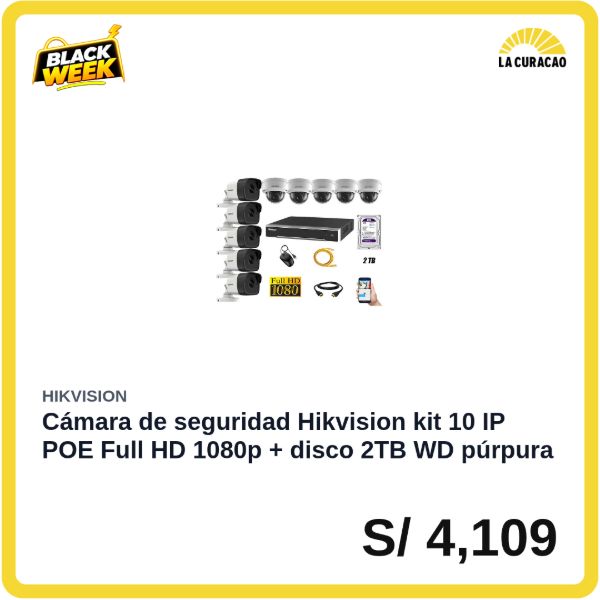 BLACK
WEEK
LA CURACAO
2 TB
Full HD
1080
HIKVISION
Cámara de seguridad Hikvision kit 10 IP
POE Full HD 1080p + disco 2TB WD púrpura
S/ 4,109